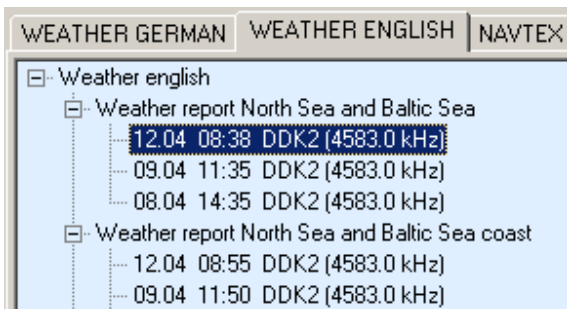 WEATHER GERMAN WEATHER ENGLISH NAVTEX
Weather english
Weather report North Sea and Baltic Sea
12.04 08:38 DDK2 (4583.0 kHz)
09.04 11:35 DDK2 (4583.0 kHz)
08.04 14:35 DDK2 (4583.0 kHz)
Weather report North Sea and Baltic Sea coast
12.04 08:55 DDK2 (4583.0 kHz)
09.04 11:50 DDK2 (4583.0 kHz)